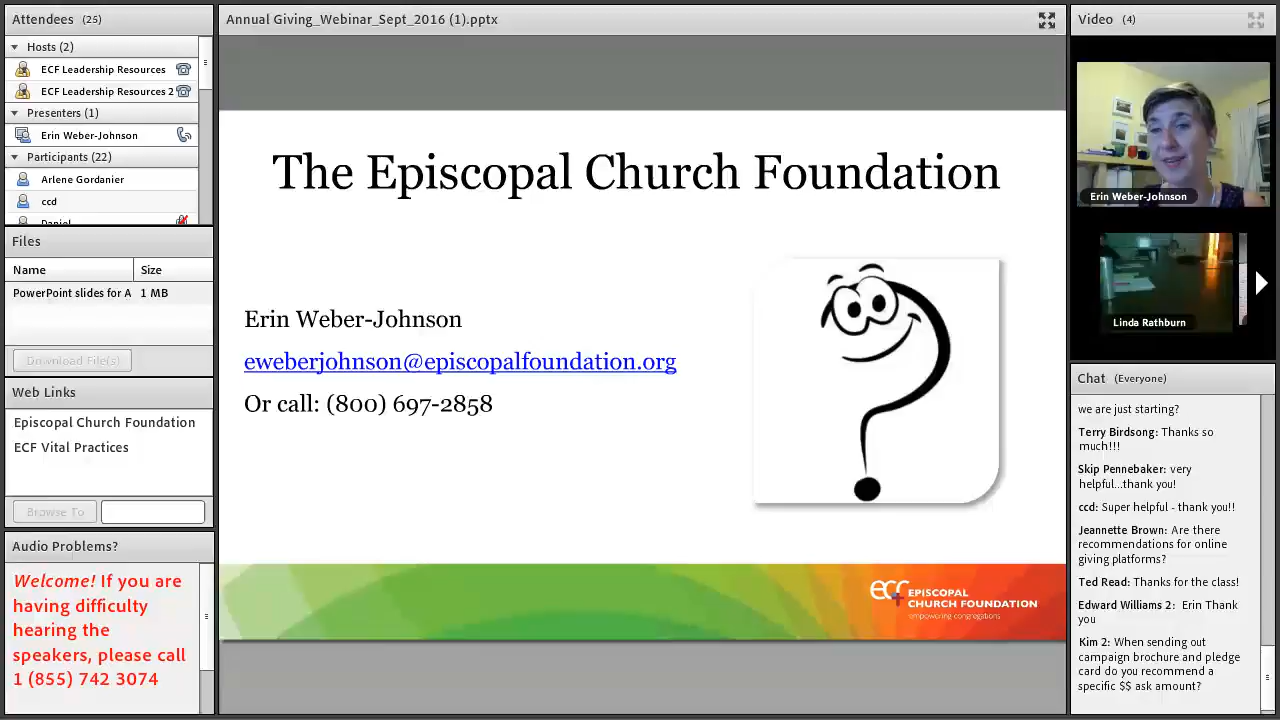 Attendees (25)
Hosts (2)
ECF Leadership Resources
ECF Leadership Resources 2
Presenters (1)
Erin Weber-Johnson
Participants (22)
Arlene Gordanier
ccd
Daniel
Files
Name Size
PowerPoint slides for A 1 MB
Download File(s)
Web Links
Episcopal Church Foundation
ECF Vital Practices
Browse To
Audio Problems?
Welcome! If you are
having difficulty
hearing the
speakers, please call
1 (855) 742 3074
Annual Giving_Webinar_Sept_2016 (1).pptx
The Episcopal Church Foundation
Erin Weber-Johnson
eweberjohnson@episcopalfoundation.org
Or call: (800) 697-2858
ecf EPISCOPAL
CHURCH FOUNDATION
empowering congregations
Video (4)
Erin Weber-Johnson
Linda Rathburn
Chat (Everyone)
we are just starting?
Terry Birdsong: Thanks so
much!!!
Skip Pennebaker: very
helpful...thank you!
ccd: Super helpful - thank you!!
Jeannette Brown: Are there
recommendations for online
giving platforms?
Ted Read: Thanks for the class!
Edward Williams 2: Erin Thank
you
Kim 2: When sending out
campaign brochure and pledge
card do you recommend a
specific $$ ask amount?